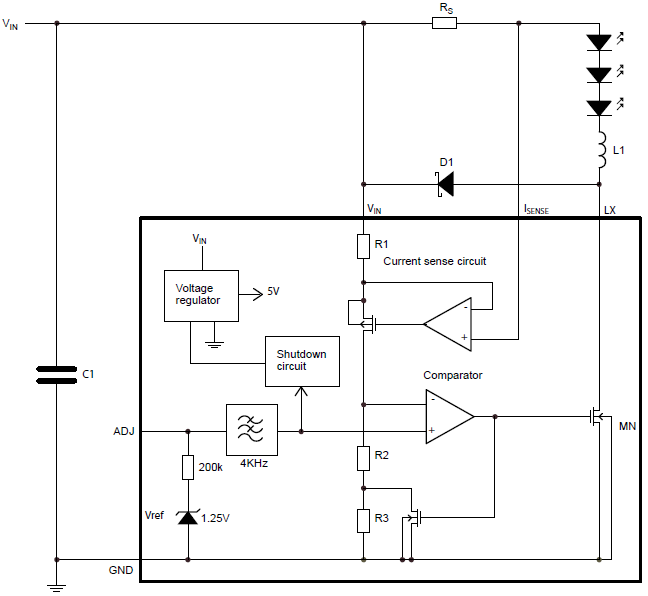 RS
VIN
L1
D1
VIN
ISENSE
LX
R1
VIN
Current sense circuit
-
+
Voltage
regulator
5V
Shutdown
circuit
C1
Comparator
-
+
MN
ADJ
4KHz
200k
R2
Vref
1.25V
R3
GND